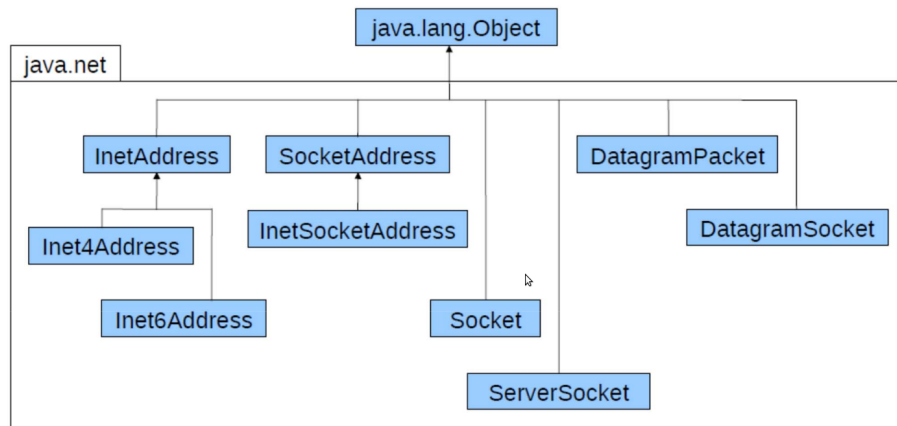 java.lang.Object
java.net
InetAddress
SocketAddress
DatagramPacket
Inet4Address
InetSocketAddress
DatagramSocket
Inet6Address
Socket
ServerSocket